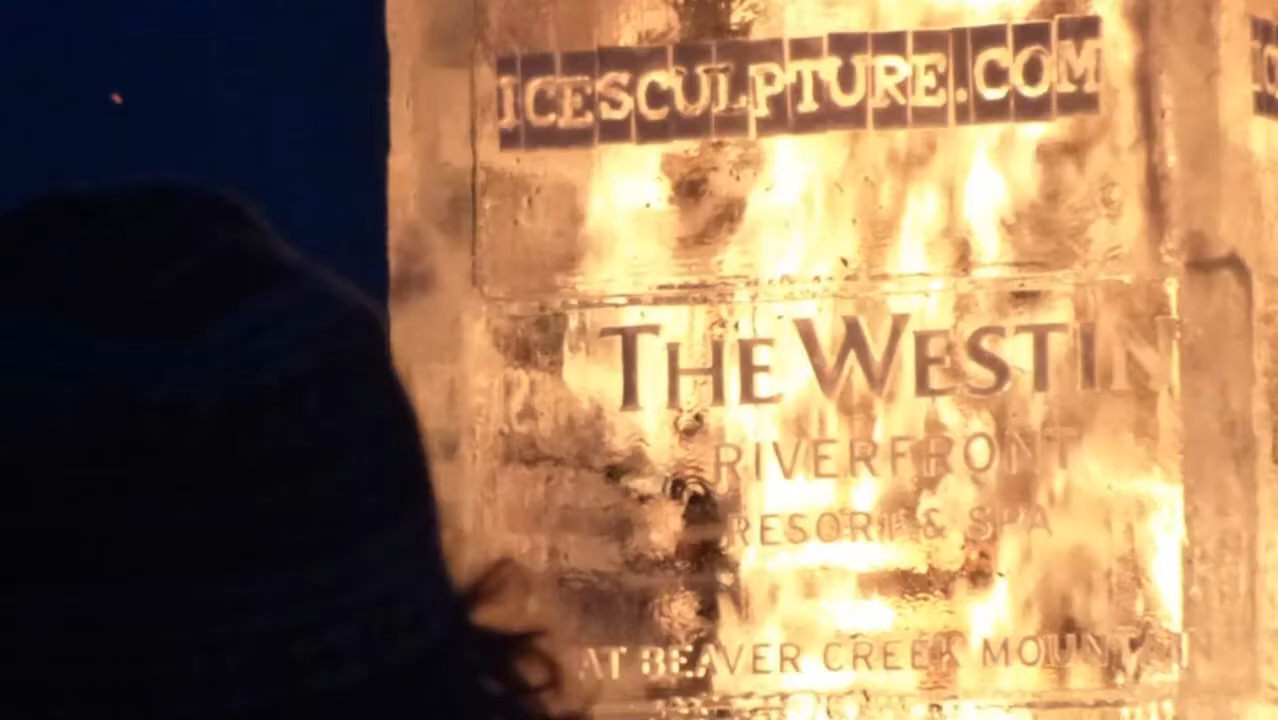 ICESCULPTURE.COM
THE WESTIN
RIVERFRONT
RESORT & SPA
AT BEAVER CREEK MOUNTAIN